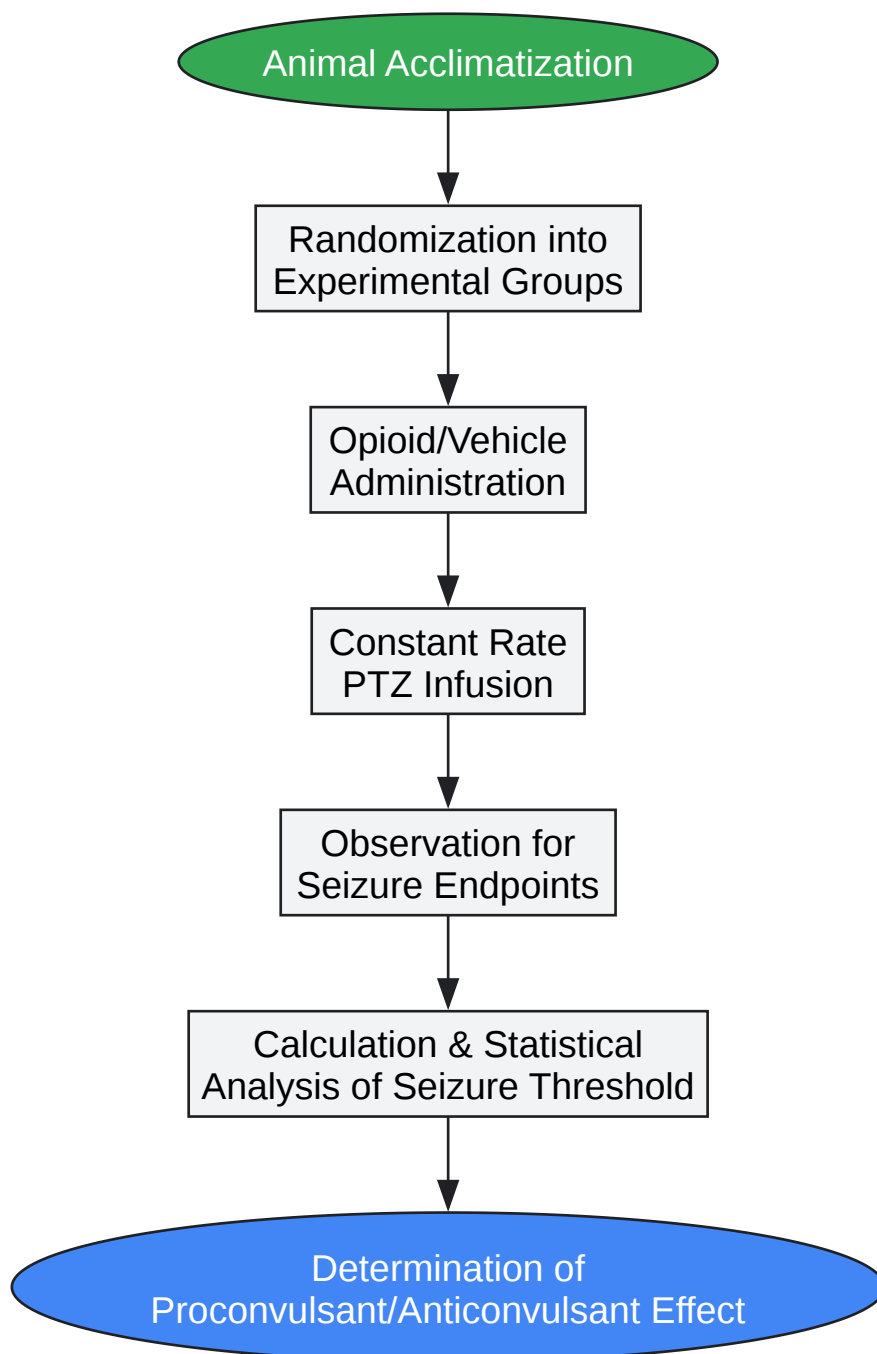 Animal Acclimatization
Randomization into
Experimental Groups
Opioid/Vehicle
Administration
Constant Rate
PTZ Infusion
Observation for
Seizure Endpoints
Calculation & Statistical
Analysis of Seizure Threshold
Determination of
Proconvulsant/Anticonvulsant Effect